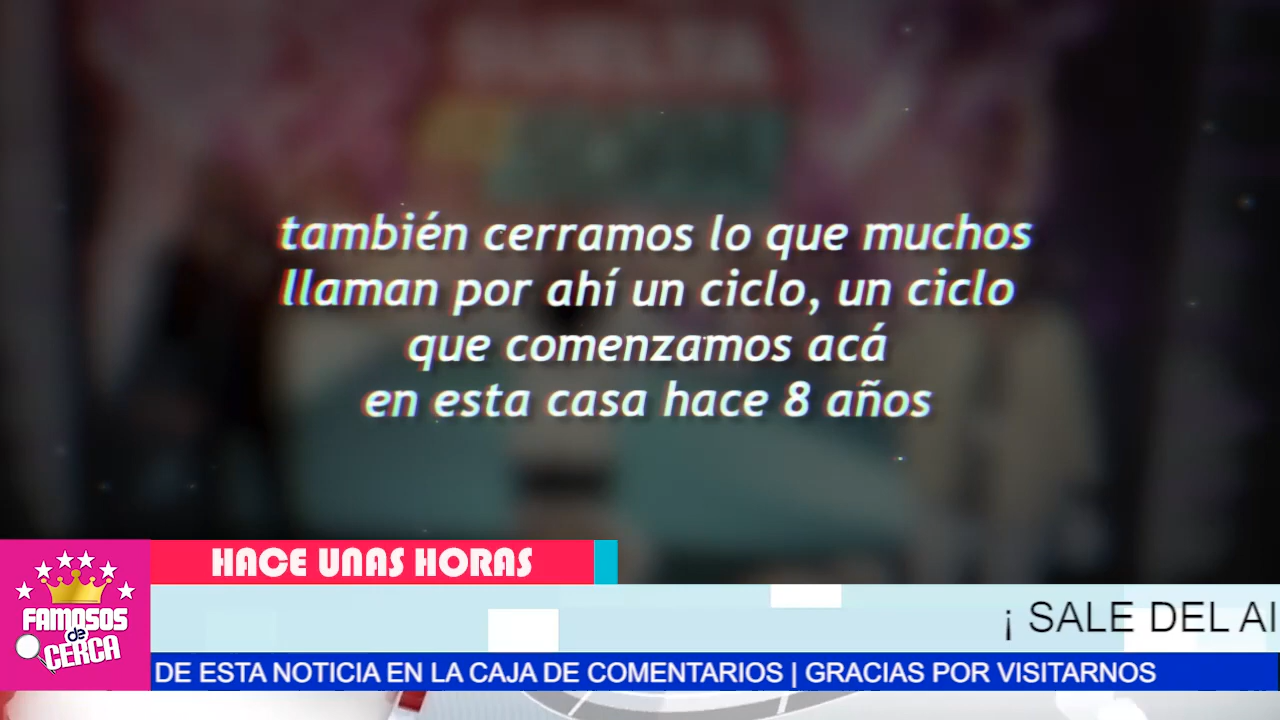 también cerramos lo que muchos
llaman por ahí un ciclo, un ciclo
que comenzamos acá
en esta casa hace 8 años
HACE UNAS HORAS
FAMOSOS
de
CERCA
¡ SALE DEL AI
DE ESTA NOTICIA EN LA CAJA DE COMENTARIOS | GRACIAS POR VISITARNOS